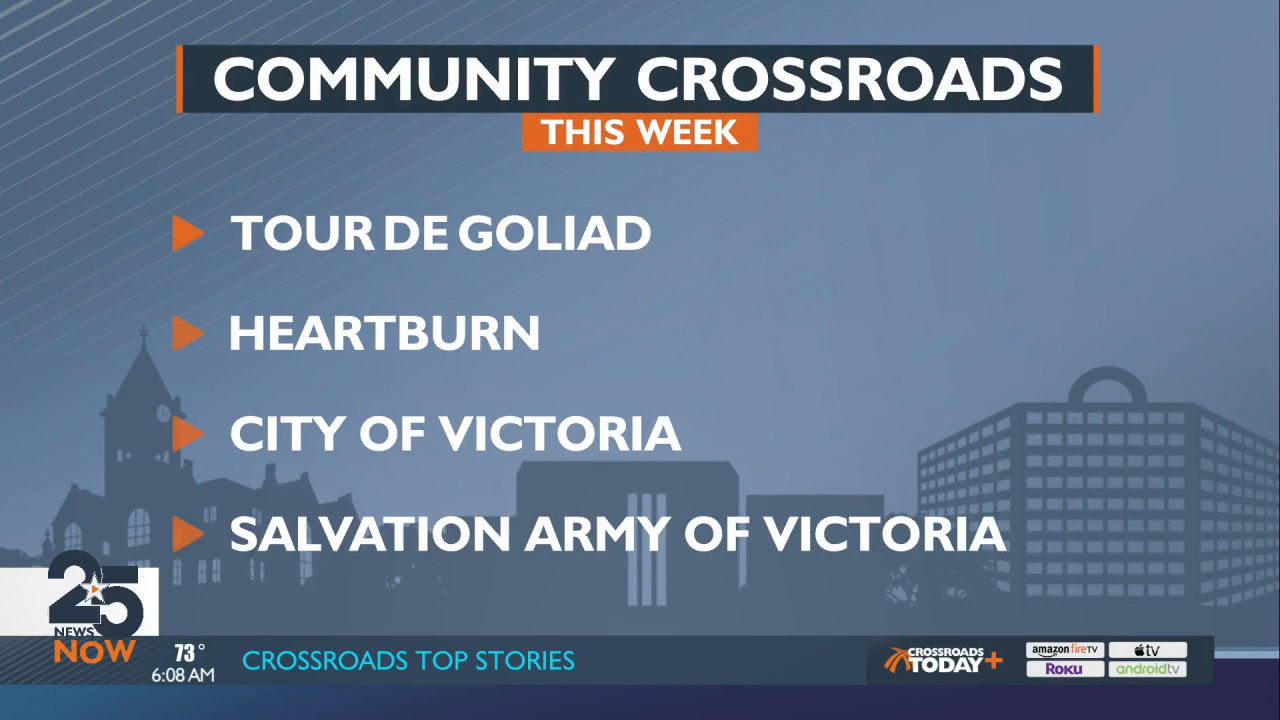 COMMUNITY CROSSROADS
THIS WEEK
TOUR DE GOLIAD
HEARTBURN
CITY OF VICTORIA
SALVATION ARMY OF VICTORIA
25
NEWS
NOW
73°
6:08 AM
CROSSROADS TOP STORIES
CROSSROADS
TODAY+
amazon fireTV
tv
ROKU
androidtv